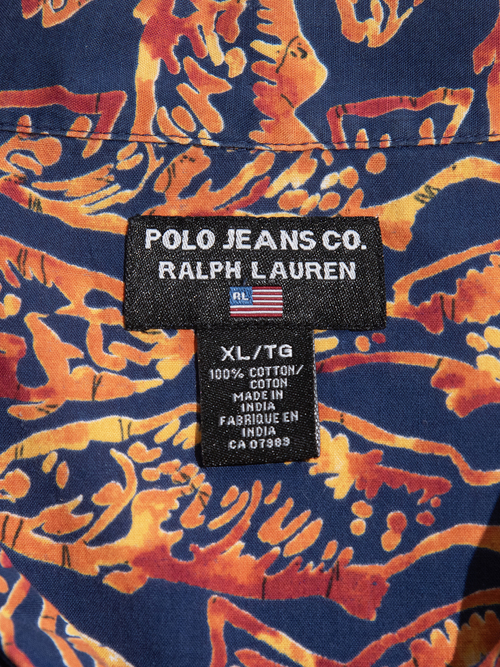 POLO JEANS CO.
RALPH LAUREN
RL
XL/TG
100% COTTON/
COTON
MADE IN
INDIA
FABRIQUE EN
INDIA
CA 07989